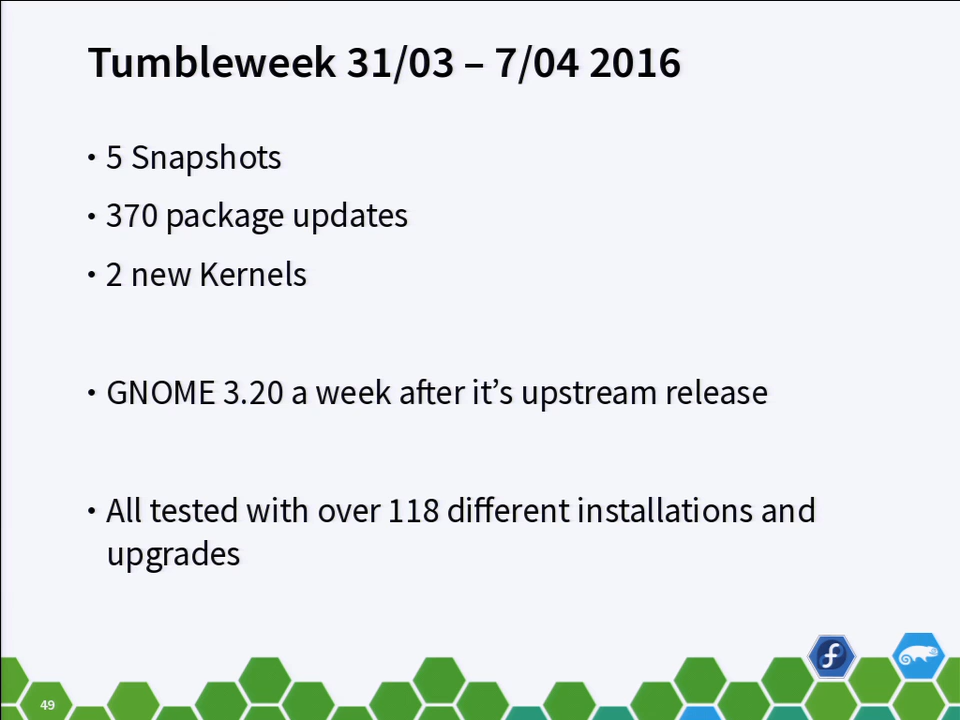 Tumbleweek 31/03 – 7/04 2016
• 5 Snapshots
• 370 package updates
• 2 new Kernels
• GNOME 3.20 a week after it’s upstream release
• All tested with over 118 different installations and
upgrades
49